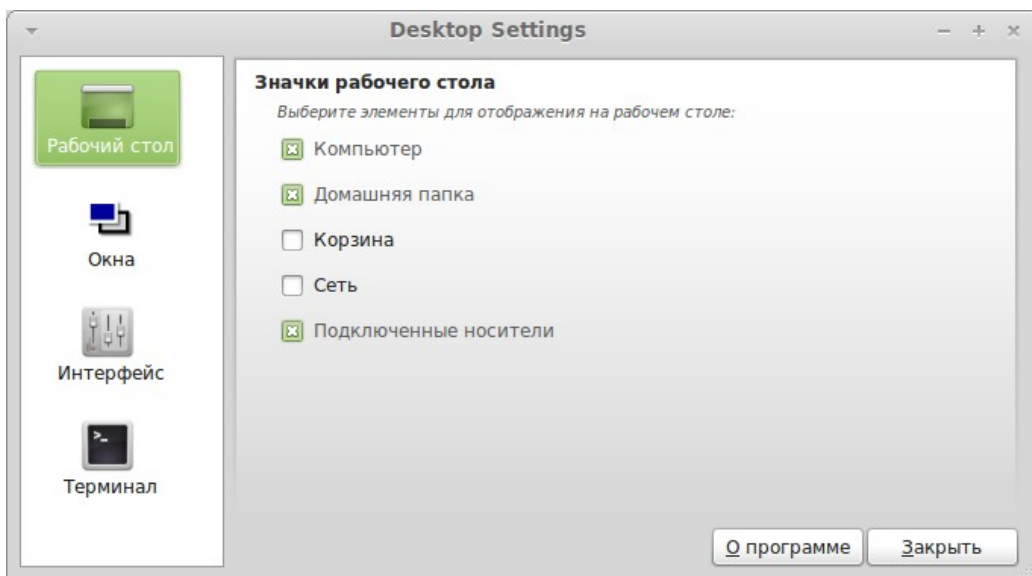 Desktop Settings
Рабочий стол
Окна
Интерфейс
Терминал
Значки рабочего стола
Выберите элементы для отображения на рабочем столе:
Компьютер
Домашняя папка
Корзина
Сеть
Подключенные носители
О программе
Закрыть